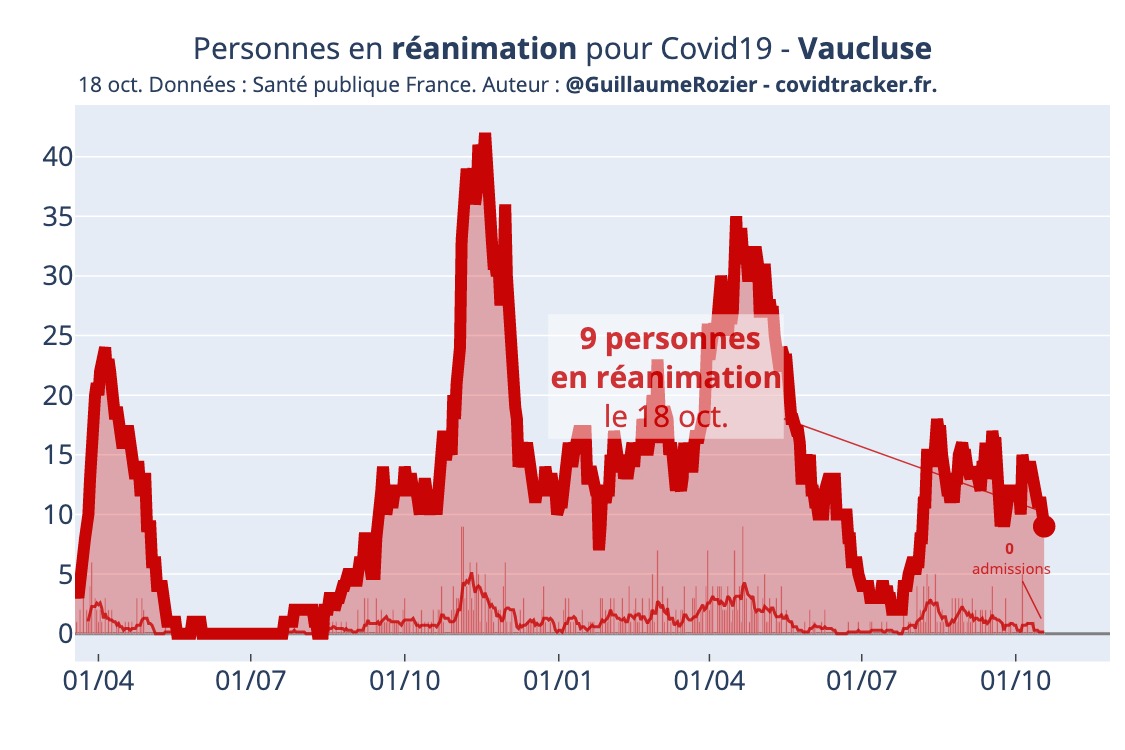 Personnes en réanimation pour Covid19 - Vaucluse
18 oct. Données : Santé publique France. Auteur : @GuillaumeRozier - covidtracker.fr.
40
35
30
25
20
15
10
5
0
9 personnes
en réanimation
le 18 oct.
0
admissions
01/04
01/07
01/10
01/01
01/04
01/07
01/10